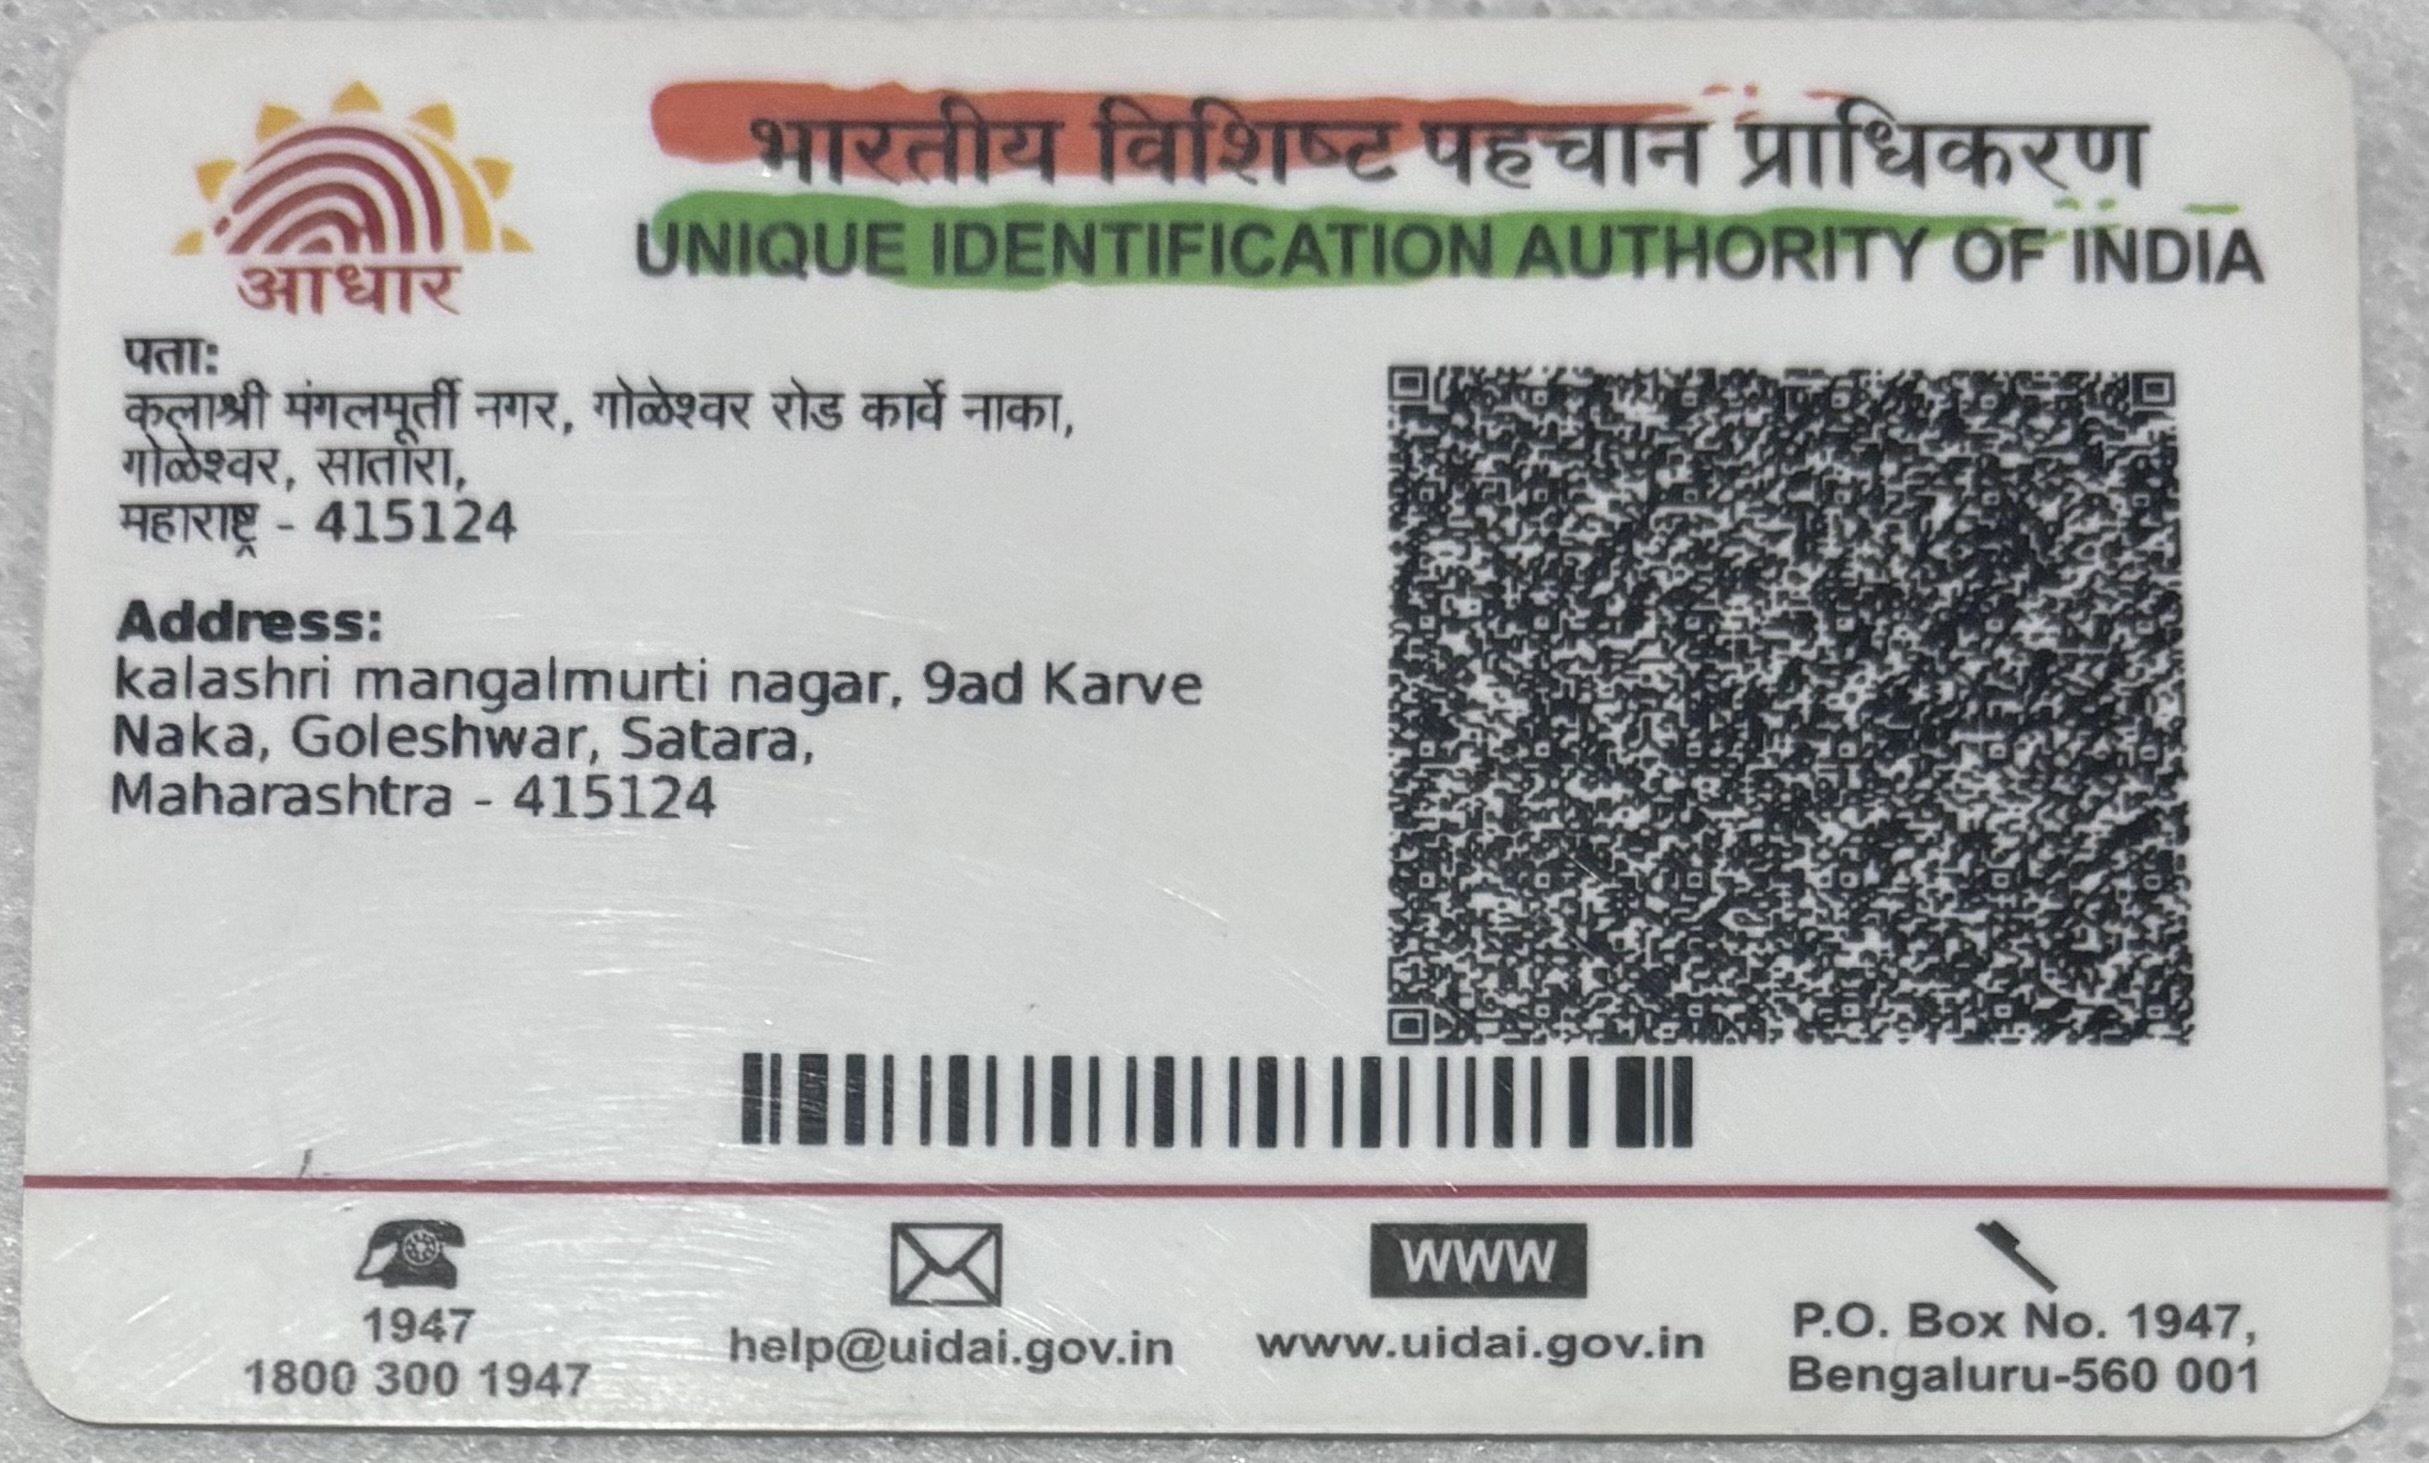 आधार
भारतीय विशिष्ट पहचान प्राधिकरण
UNIQUE IDENTIFICATION AUTHORITY OF INDIA
पता:
कलाश्री मंगलमूर्ती नगर, गोळेश्वर रोड कार्वे नाका,
गोळेश्वर, सातारा,
महाराष्ट्र - 415124
Address:
kalashri mangalmurti nagar, 9ad Karve
Naka, Goleshwar, Satara,
Maharashtra - 415124
1947
1800 300 1947
help@uidai.gov.in
WWW
www.uidai.gov.in
P.O. Box No. 1947,
Bengaluru-560 001